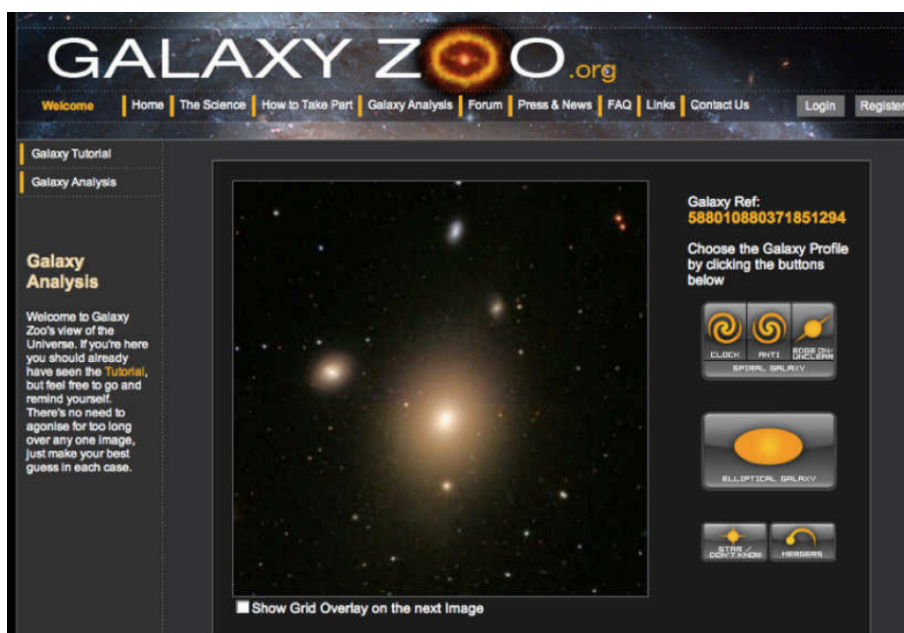 GALAXY ZOO.org
Welcome Home The Science How to Take Part Galaxy Analysis Forum Press & News FAQ Links Contact Us Login Register
Galaxy Tutorial
Galaxy Analysis
Galaxy
Analysis
Welcome to Galaxy
Zoo's view of the
Universe. If you're here
you should already
have seen the Tutorial,
but feel free to go and
remind yourself.
There's no need to
agonise for too long
over any one image,
just make your best
guess in each case.
Show Grid Overlay on the next Image
Galaxy Ref:
588010880371851294
Choose the Galaxy Profile
by clicking the buttons
below
CLOCK ANTI EDGE ON/
UNCLEAR
SPIRAL GALAXY
ELLIPTICAL GALAXY
STAR /
DON'T KNOW
MERGERS